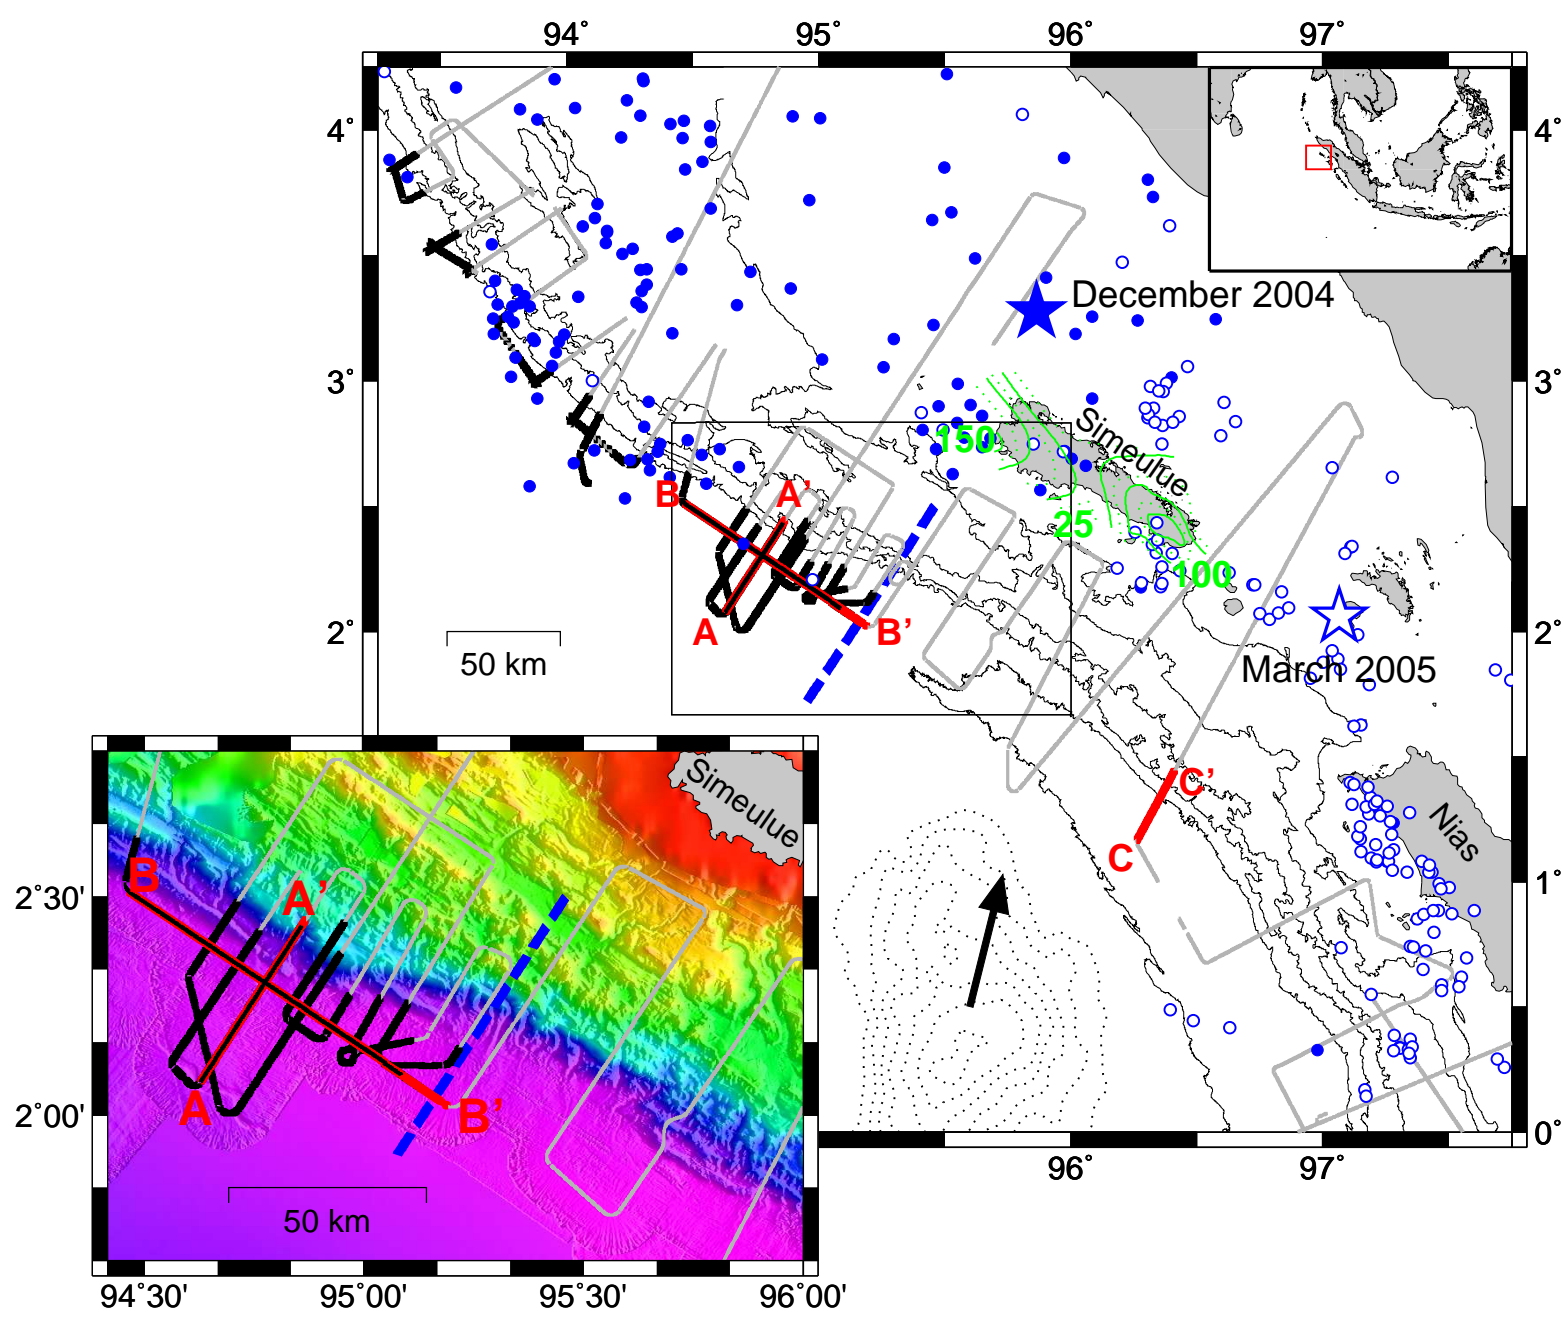 94˚ 95˚ 96˚ 97˚
4˚ 4˚
December 2004
3˚ 3˚
Simeulue
150
B A’
25
100
2˚ 2˚
A B’
50 km
March 2005
Simeulue
C’
Nias
C
B
2˚30' A’
1˚
2˚00' A B’
0˚
96˚ 97˚
50 km
94˚30' 95˚00' 95˚30' 96˚00'